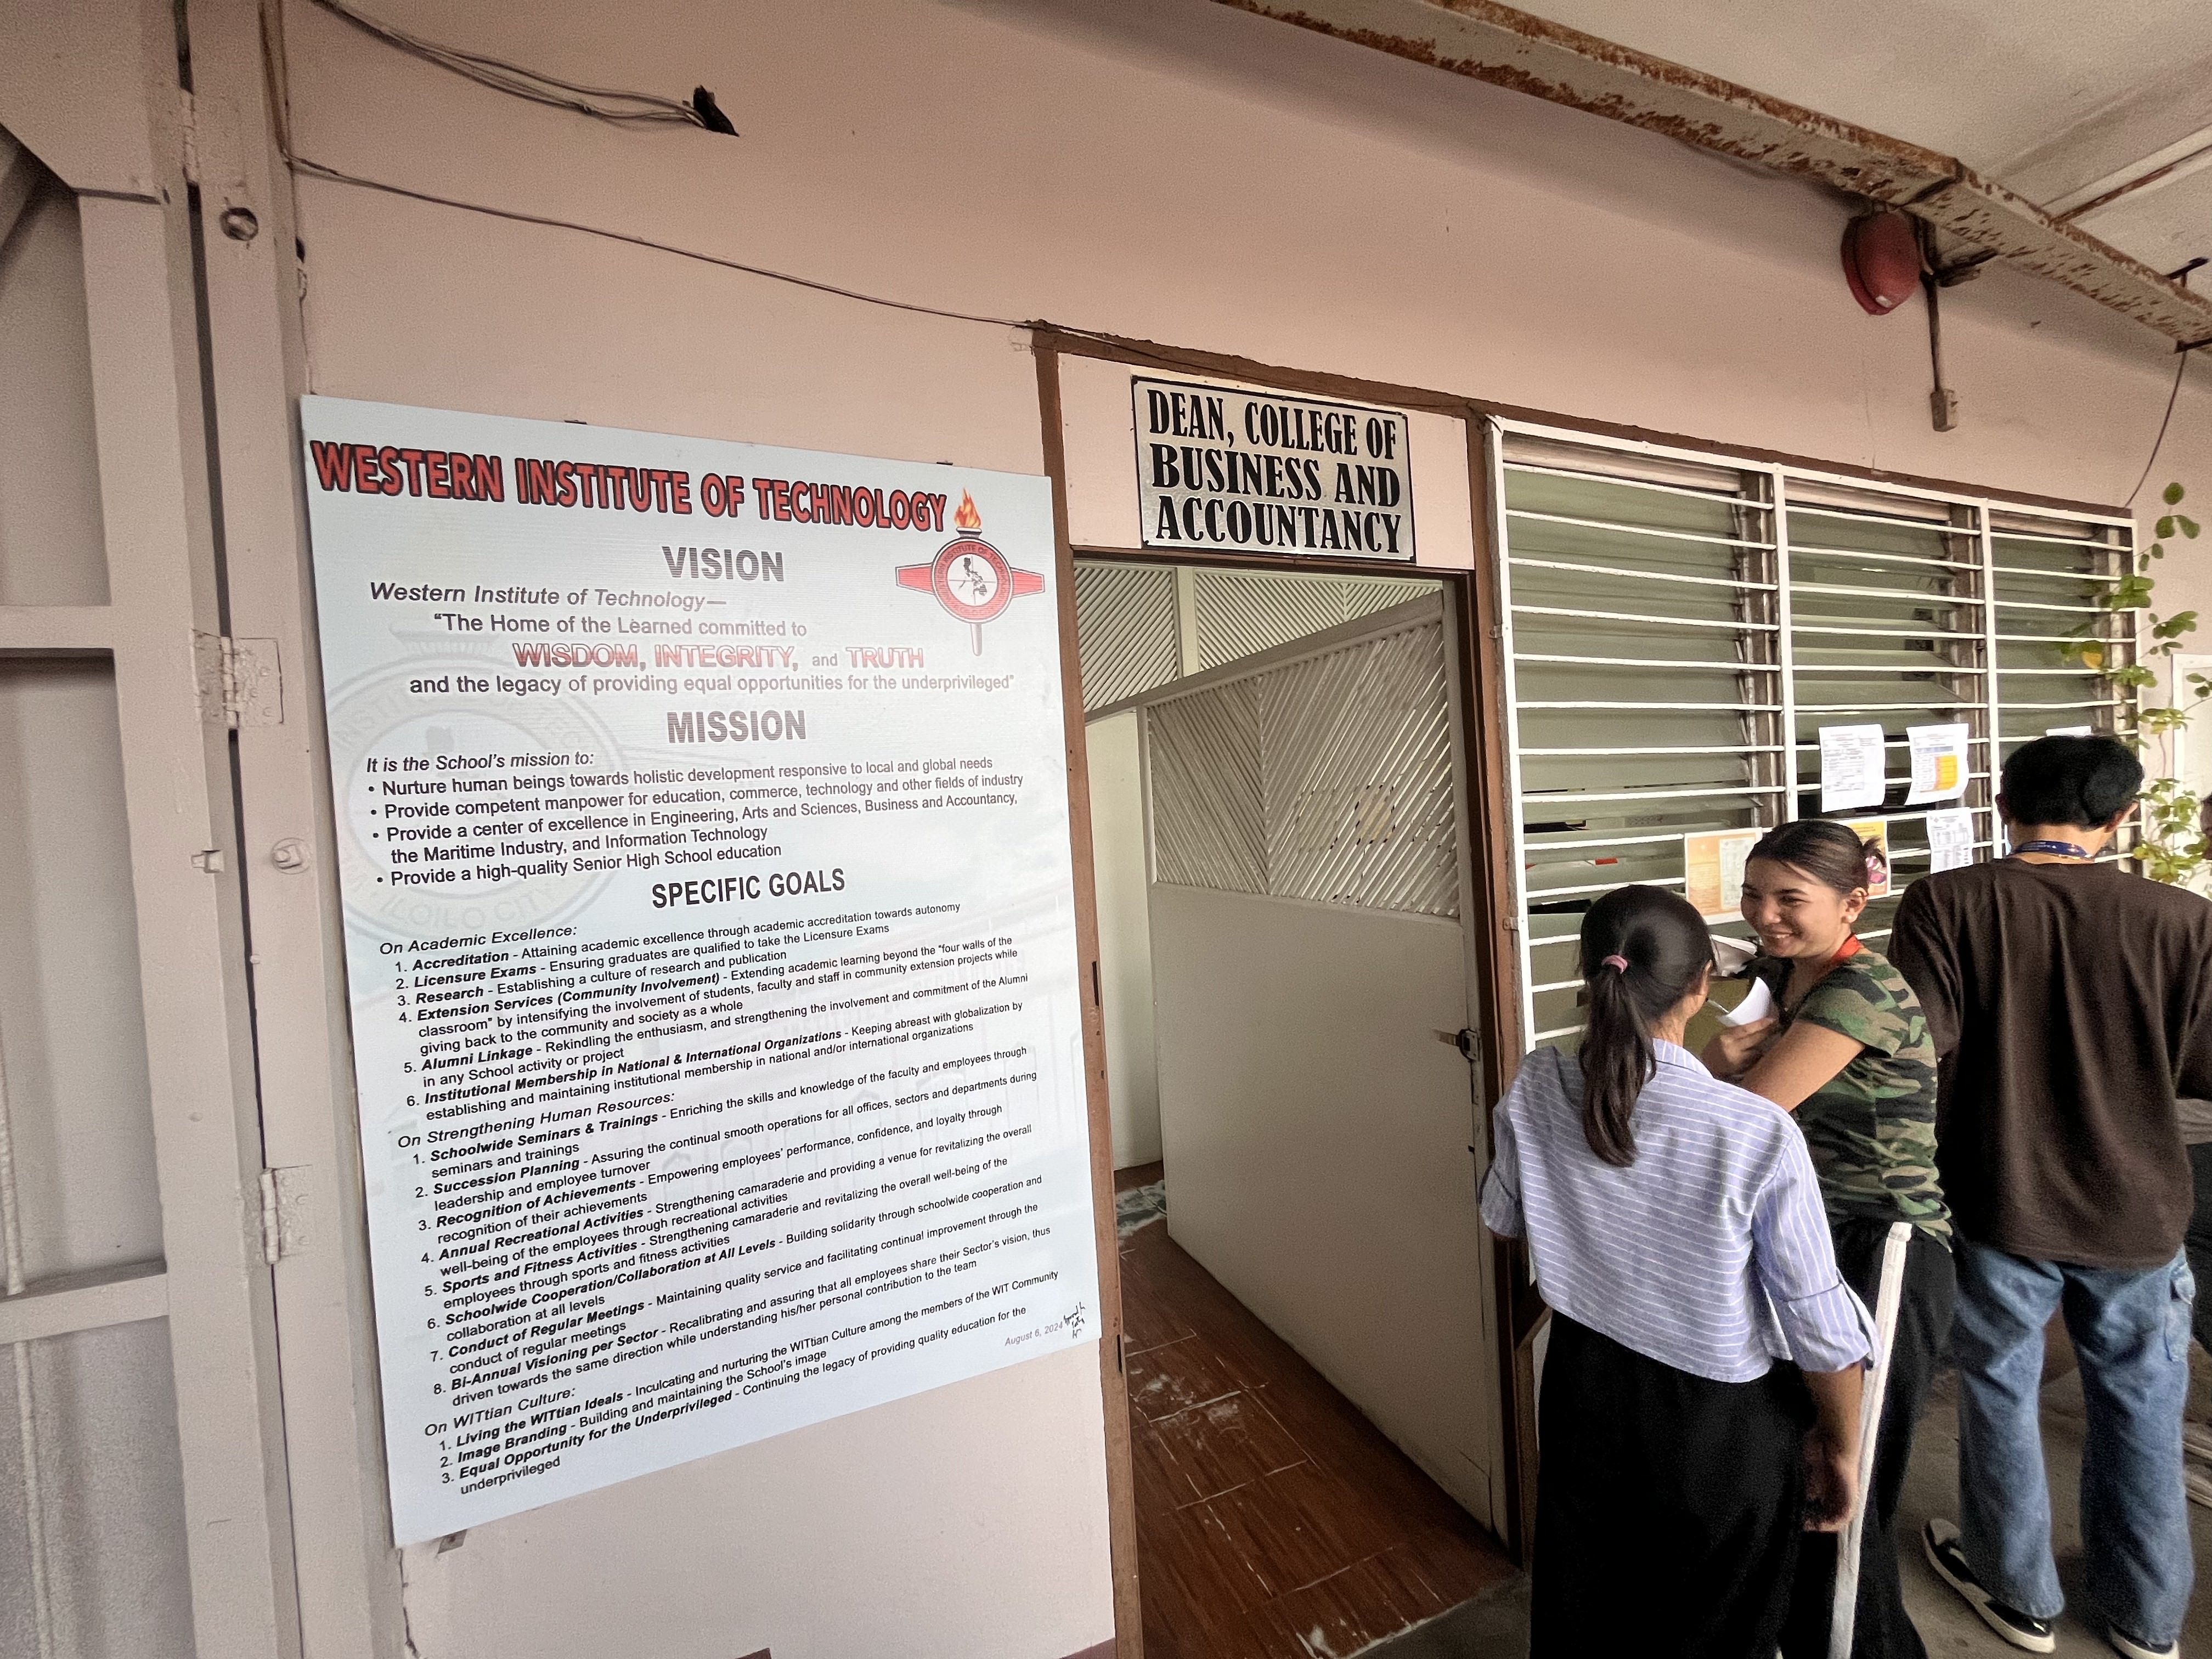 WESTERN INSTITUTE OF TECHNOLOGY
VISION
Western Institute of Technology—
"The Home of the Learned committed to
WISDOM, INTEGRITY, and TRUTH
and the legacy of providing equal opportunities for the underprivileged"
MISSION
It is the School's mission to:
• Nurture human beings towards holistic development responsive to local and global needs
• Provide competent manpower for education, commerce, technology and other fields of industry
• Provide a center of excellence in Engineering, Arts and Sciences, Business and Accountancy,
the Maritime Industry, and Information Technology
• Provide a high-quality Senior High School education
SPECIFIC GOALS
On Academic Excellence:
1. Accreditation - Attaining academic excellence through academic accreditation towards autonomy
2. Licensure Exams - Ensuring graduates are qualified to take the Licensure Exams
3. Research - Establishing a culture of research and publication
4. Extension Services (Community Involvement) - Extending academic learning beyond the "four walls of the
classroom" by intensifying the involvement of students, faculty and staff in community extension projects while
giving back to the community and society as a whole
5. Alumni Linkage - Rekindling the enthusiasm, and strengthening the involvement and commitment of the Alumni
in any School activity or project
6. Institutional Membership in National & International Organizations - Keeping abreast with globalization by
establishing and maintaining institutional membership in national and/or international organizations
On Strengthening Human Resources:
1. Schoolwide Seminars & Trainings - Enriching the skills and knowledge of the faculty and employees through
seminars and trainings
2. Succession Planning - Assuring the continual smooth operations for all offices, sectors and departments during
leadership and employee turnover
3. Recognition of Achievements - Empowering employees' performance, confidence, and loyalty through
recognition of their achievements
4. Annual Recreational Activities - Strengthening camaraderie and providing a venue for revitalizing the overall
well-being of the employees through recreational activities
5. Sports and Fitness Activities - Strengthening camaraderie and revitalizing the overall well-being of the
employees through sports and fitness activities
6. Schoolwide Cooperation/Collaboration at All Levels - Building solidarity through schoolwide cooperation and
collaboration at all levels
7. Conduct of Regular Meetings - Maintaining quality service and facilitating continual improvement through the
conduct of regular meetings
8. Bi-Annual Visioning per Sector - Recalibrating and assuring that all employees share their Sector's vision, thus
driven towards the same direction while understanding his/her personal contribution to the team
On WITtian Culture:
1. Living the WITtian Ideals - Inculcating and nurturing the WITtian Culture among the members of the WIT Community
2. Image Branding - Building and maintaining the School's image
3. Equal Opportunity for the Underprivileged - Continuing the legacy of providing quality education for the
underprivileged
August 6, 2024
DEAN, COLLEGE OF
BUSINESS AND
ACCOUNTANCY